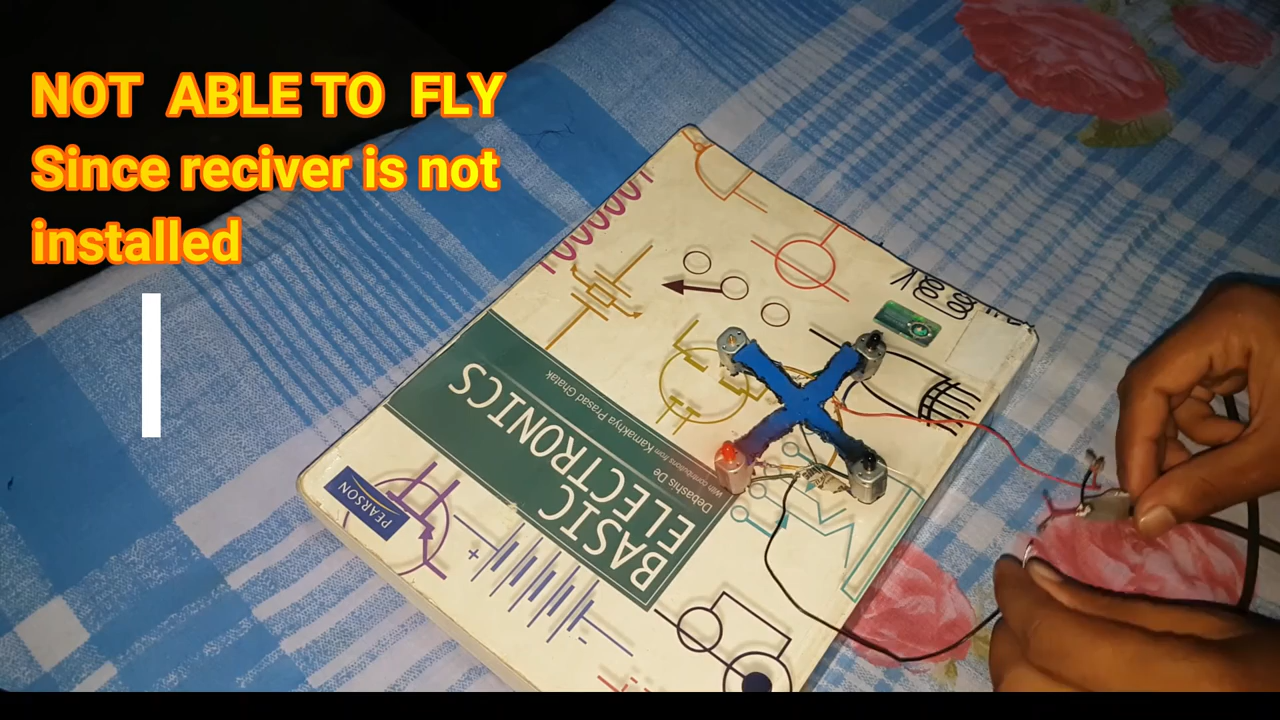 NOT ABLE TO FLY
Since reciver is not
installed
BASIC
ELECTRONICS
Debashis De
With contributions from Kamakhya Prasad Ghatak
PEARSON